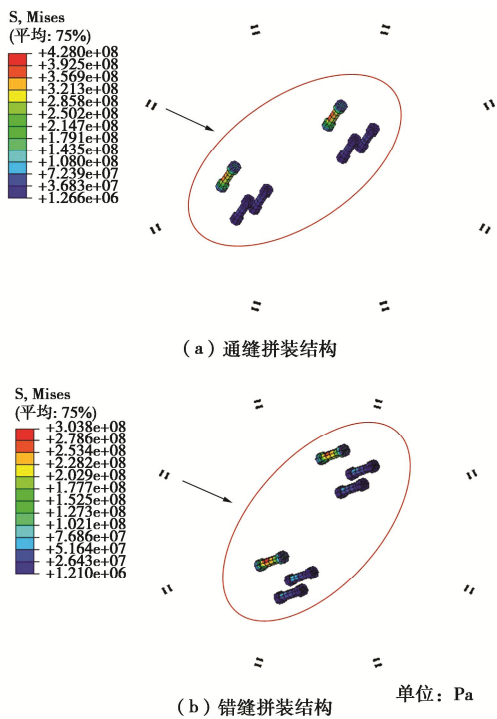 S, Mises
(平均: 75%)
+4.280e+08
+3.925e+08
+3.569e+08
+3.213e+08
+2.858e+08
+2.502e+08
+2.147e+08
+1.791e+08
+1.435e+08
+1.080e+08
+7.239e+07
+3.683e+07
+1.266e+06
(a)通缝拼装结构
S, Mises
(平均: 75%)
+3.038e+08
+2.786e+08
+2.534e+08
+2.282e+08
+2.029e+08
+1.777e+08
+1.525e+08
+1.273e+08
+1.021e+08
+7.686e+07
+5.164e+07
+2.643e+07
+1.210e+06
单位: Pa
(b)错缝拼装结构